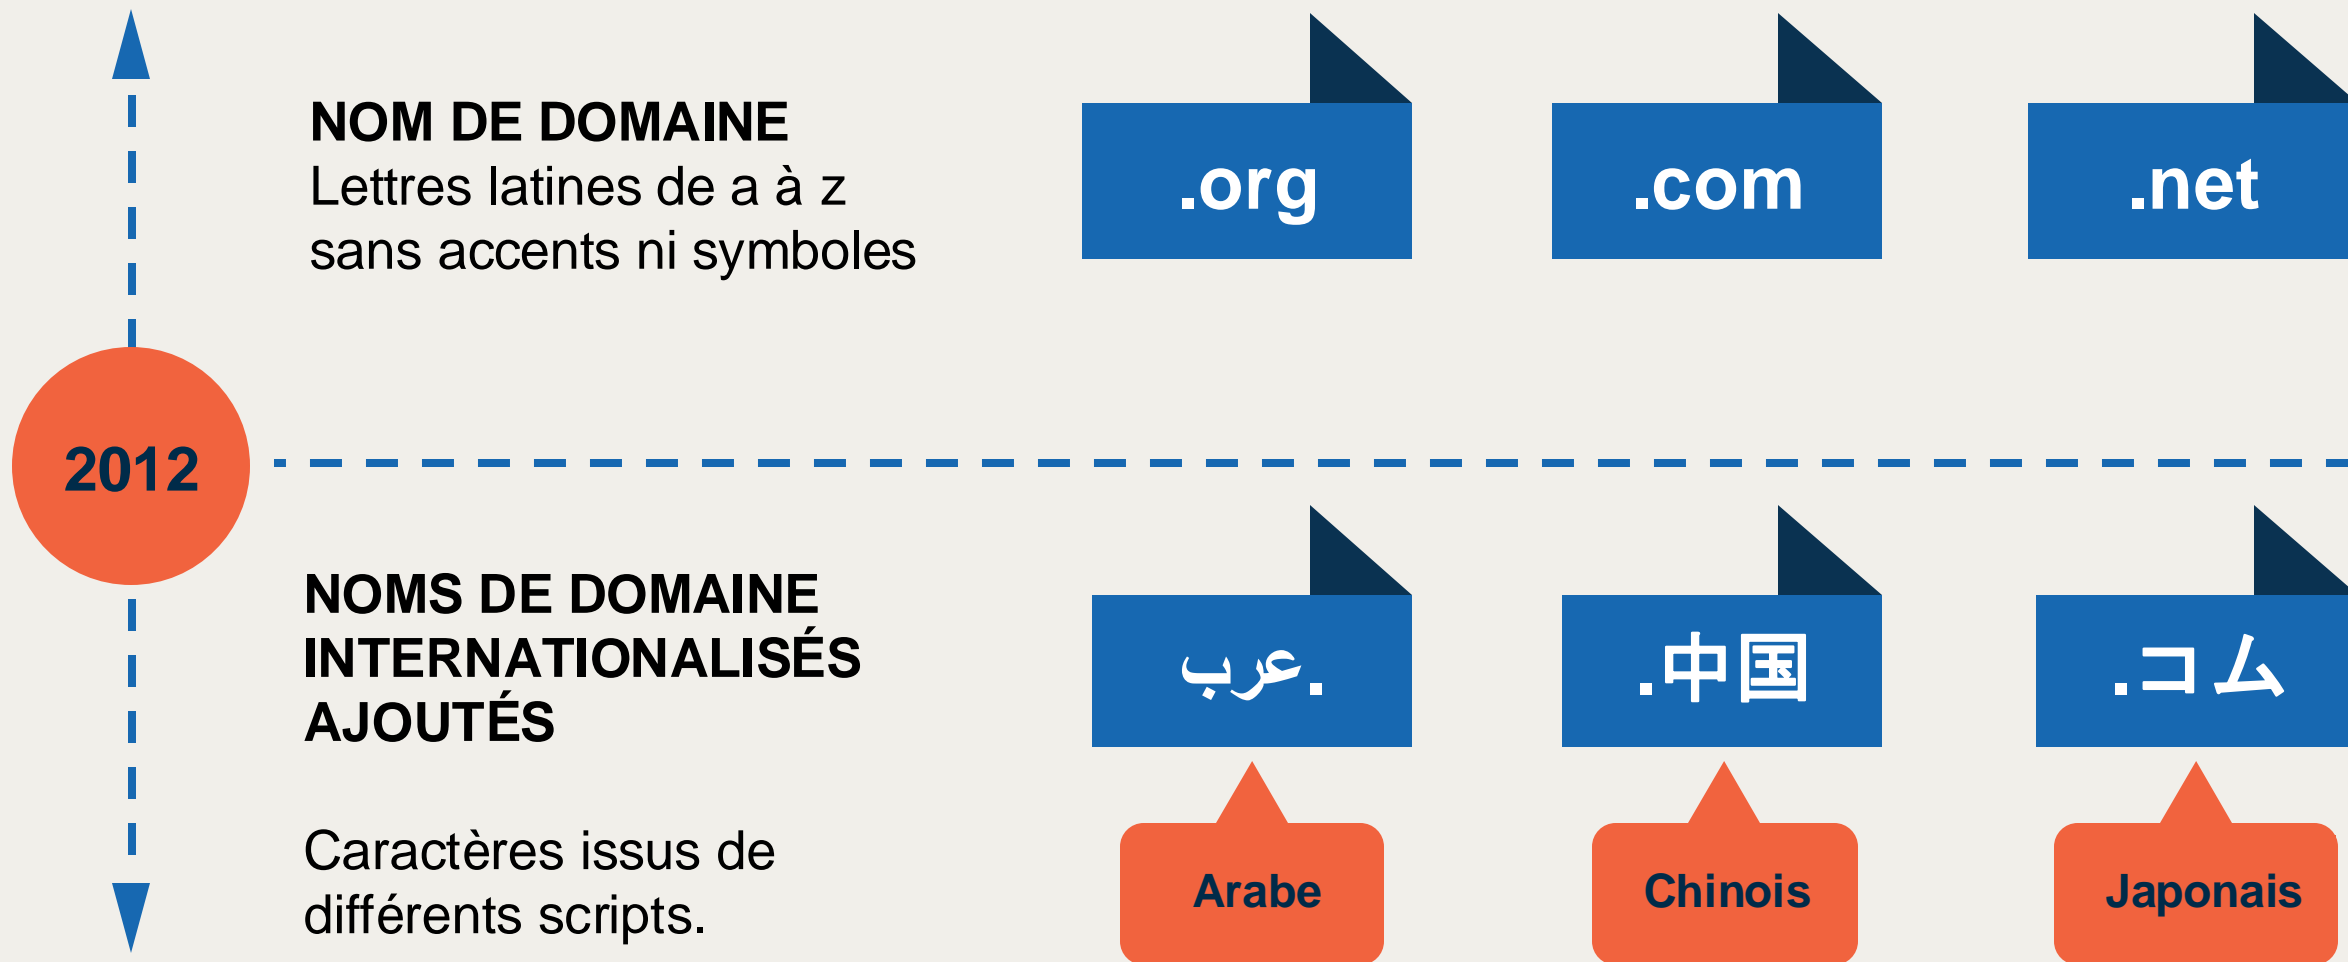 NOM DE DOMAINE
Lettres latines de a à z
sans accents ni symboles
.org
.com
.net
2012
NOMS DE DOMAINE
INTERNATIONALISÉS
AJOUTÉS
Caractères issus de
différents scripts.
.عرب
.中国
.コム
Arabe
Chinois
Japonais